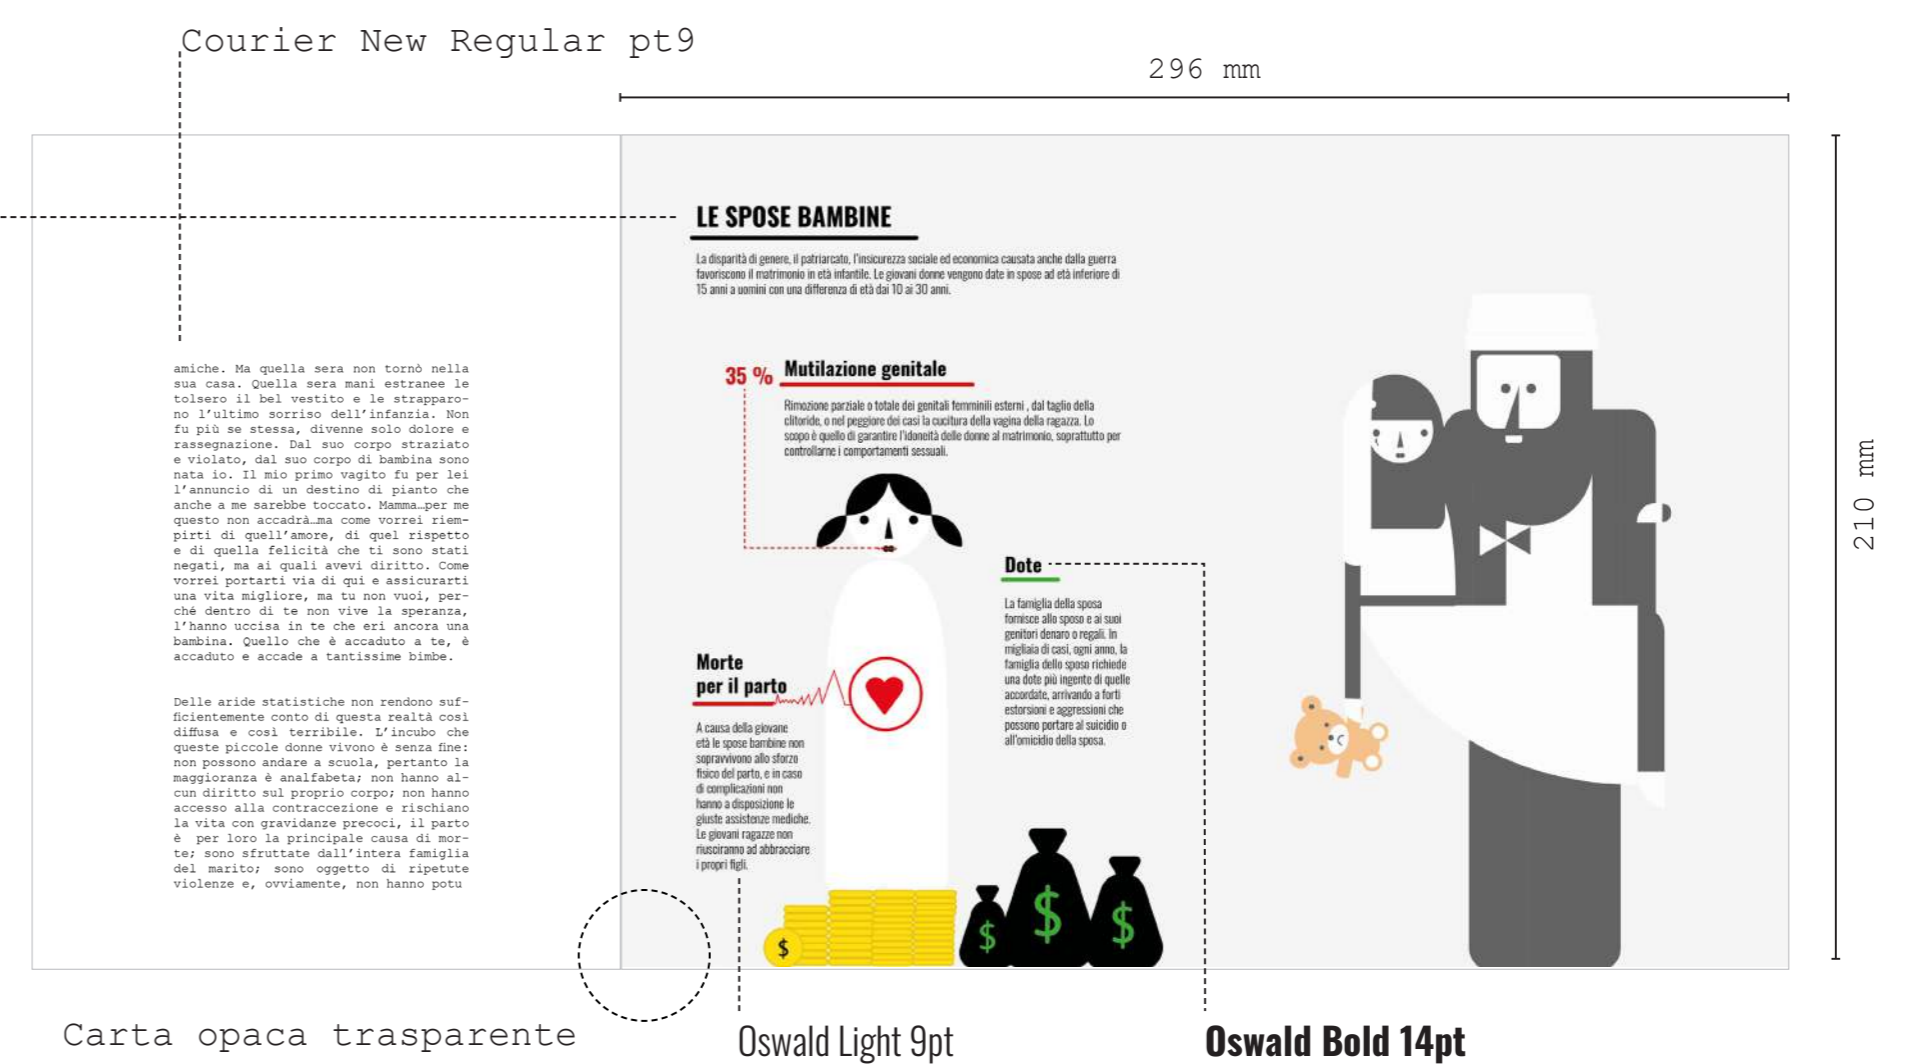 Courier New Regular pt9
296 mm
210 mm
amiche. Ma quella sera non tornò nella
sua casa. Quella sera mani estranee le
tolsero il bel vestito e le strapparo-
no l’ultimo sorriso dell’infanzia. Non
fu più se stessa, divenne solo dolore e
rassegnazione. Dal suo corpo straziato
e violato, dal suo corpo di bambina sono
nata io. Il mio primo vagito fu per lei
l’annuncio di un destino di pianto che
anche a me sarebbe toccato. Mamma…per me
questo non accadrà…ma come vorrei riem-
pirti di quell’amore, di quel rispetto
e di quella felicità che ti sono stati
negati, ma ai quali avevi diritto. Come
vorrei portarti via di qui e assicurarti
una vita migliore, ma tu non vuoi, per-
ché dentro di te non vive la speranza,
l’hanno uccisa in te che eri ancora una
bambina. Quello che è accaduto a te, è
accaduto e accade a tantissime bimbe.
Delle aride statistiche non rendono suf-
ficientemente conto di questa realtà così
diffusa e così terribile. L’incubo che
queste piccole donne vivono è senza fine:
non possono andare a scuola, pertanto la
maggioranza è analfabeta; non hanno al-
cun diritto sul proprio corpo; non hanno
accesso alla contraccezione e rischiano
la vita con gravidanze precoci, il parto
è per loro la principale causa di mor-
te; sono sfruttate dall’intera famiglia
del marito; sono oggetto di ripetute
violenze e, ovviamente, non hanno potu
LE SPOSE BAMBINE
La disparità di genere, il patriarcato, l’insicurezza sociale ed economica causata anche dalla guerra
favoriscono il matrimonio in età infantile. Le giovani donne vengono date in spose ad età inferiore di
15 anni a uomini con una differenza di età dai 10 ai 30 anni.
35 %
Mutilazione genitale
Rimozione parziale o totale dei genitali femminili esterni , dal taglio della
clitoride, o nel peggiore dei casi la cucitura della vagina della ragazza. Lo
scopo è quello di garantire l’idoneità delle donne al matrimonio, soprattutto per
controllarne i comportamenti sessuali.
Dote
La famiglia della sposa
fornisce allo sposo e ai suoi
genitori denaro o regali. In
migliaia di casi, ogni anno, la
famiglia dello sposo richiede
una dote più ingente di quelle
accordate, arrivando a forti
estorsioni e aggressioni che
possono portare al suicidio o
all’omicidio della sposa.
Morte
per il parto
A causa della giovane
età le spose bambine non
sopravvivono allo sforzo
fisico del parto, e in caso
di complicazioni non
hanno a disposizione le
giuste assistenze mediche.
Le giovani ragazze non
riusciranno ad abbracciare
i propri figli.
$
$
$
$
Carta opaca trasparente
Oswald Light 9pt
Oswald Bold 14pt